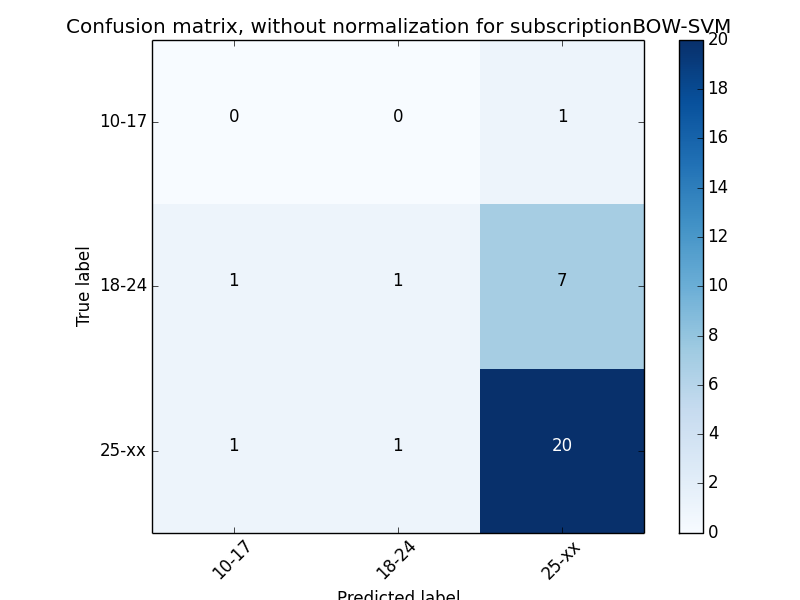 Confusion matrix, without normalization for subscriptionBOW-SVM
10-17 0 0 1
18-24 1 1 7
25-xx 1 1 20
10-17 18-24 25-xx
True label
Predicted label
20
18
16
14
12
10
8
6
4
2
0